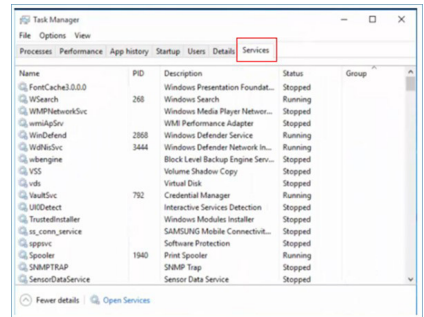 Task Manager
File Options View
Processes Performance App history Startup Users Details Services
Name PID Description Status Group
FontCache3.0.0.0 Windows Presentation Foundat... Stopped
WSearch 268 Windows Search Running
WMPNetworkSvc Windows Media Player Networ... Stopped
wmiApSrv WMI Performance Adapter Stopped
WinDefend 2868 Windows Defender Service Running
WdNisSvc 3444 Windows Defender Network In... Running
wbengine Block Level Backup Engine Serv... Stopped
VSS Volume Shadow Copy Stopped
vds Virtual Disk Stopped
VaultSvc 792 Credential Manager Running
UI0Detect Interactive Services Detection Stopped
TrustedInstaller Windows Modules Installer Stopped
ss_conn_service SAMSUNG Mobile Connectivit... Stopped
sppsvc Software Protection Stopped
Spooler 1940 Print Spooler Running
SNMPTRAP SNMP Trap Stopped
SensorDataService Sensor Data Service Stopped
Fewer details Open Services